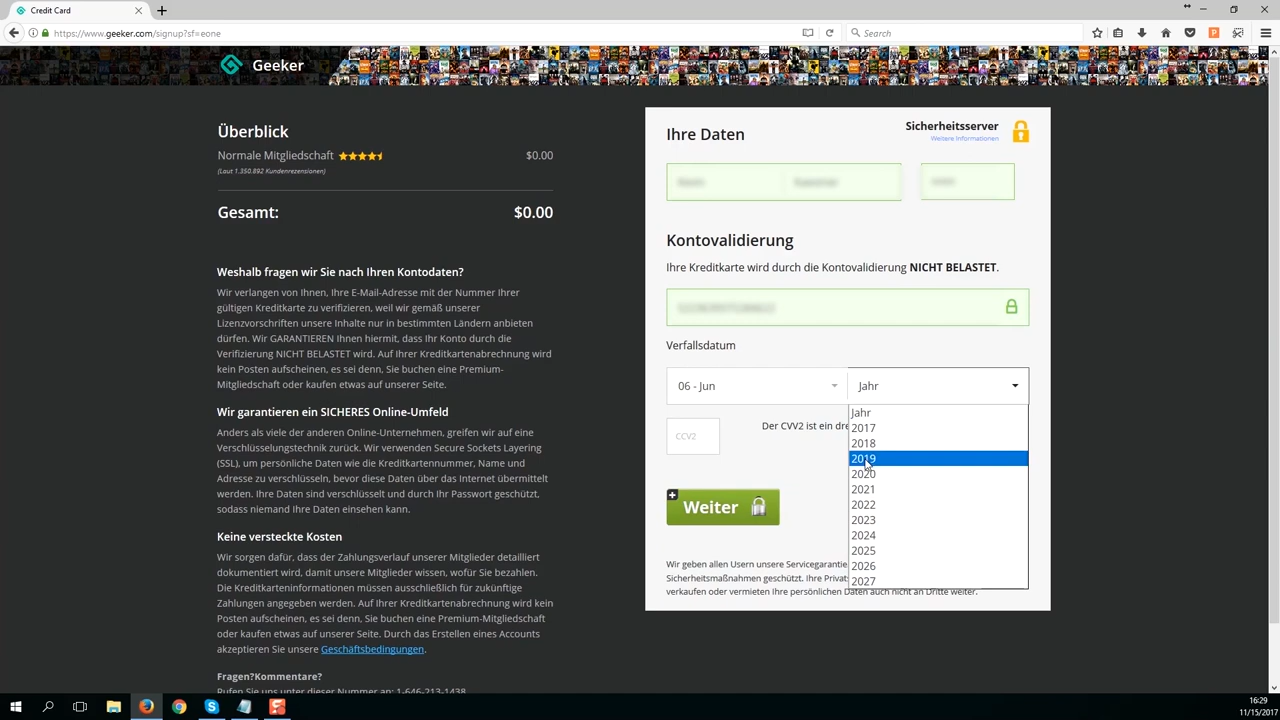 Credit Card
https://www.geeker.com/signup?sf=eone
Search
Geeker
Überblick
Normale Mitgliedschaft $0.00
(Laut 1.350.892 Kundenrezensionen)
Gesamt: $0.00
Weshalb fragen wir Sie nach Ihren Kontodaten?
Wir verlangen von Ihnen, Ihre E-Mail-Adresse mit der Nummer Ihrer
gültigen Kreditkarte zu verifizieren, weil wir gemäß unserer
Lizenzvorschriften unsere Inhalte nur in bestimmten Ländern anbieten
dürfen. Wir GARANTIEREN Ihnen hiermit, dass Ihr Konto durch die
Verifizierung NICHT BELASTET wird. Auf Ihrer Kreditkartenabrechnung wird
kein Posten aufscheinen, es sei denn, Sie buchen eine Premium-
Mitgliedschaft oder kaufen etwas auf unserer Seite.
Wir garantieren ein SICHERES Online-Umfeld
Anders als viele der anderen Online-Unternehmen, greifen wir auf eine
Verschlüsselungstechnik zurück. Wir verwenden Secure Sockets Layering
(SSL), um persönliche Daten wie die Kreditkartennummer, Name und
Adresse zu verschlüsseln, bevor diese Daten über das Internet übermittelt
werden. Ihre Daten sind verschlüsselt und durch Ihr Passwort geschützt,
sodass niemand Ihre Daten einsehen kann.
Keine versteckte Kosten
Wir sorgen dafür, dass der Zahlungsverlauf unserer Mitglieder detailliert
dokumentiert wird, damit unsere Mitglieder wissen, wofür Sie bezahlen.
Die Kredtikarteninformationen müssen ausschließlich für zukünftige
Zahlungen angegeben werden. Auf Ihrer Kreditkartenabrechnung wird kein
Posten aufscheinen, es sei denn, Sie buchen eine Premium-Mitgliedschaft
oder kaufen etwas auf unserer Seite. Durch das Erstellen eines Accounts
akzeptieren Sie unsere Geschäftsbedingungen.
Fragen?Kommentare?
Rufen Sie uns unter dieser Nummer an: 1-646-213-1438
Ihre Daten
Sicherheitsserver
Weitere Informationen
Kontovalidierung
Ihre Kreditkarte wird durch die Kontovalidierung NICHT BELASTET.
Verfallsdatum
06 - Jun Jahr
Jahr
2017
2018
2019
2020
2021
2022
2023
2024
2025
2026
2027
CCV2
Der CVV2 ist ein
Weiter
Wir geben allen Usern unsere
Sicherheitsmaßnahmen geschützt. Ihre
verkaufen oder vermieten Ihre persönlichen Daten auch nicht an Dritte weiter.
16:29
11/15/2017